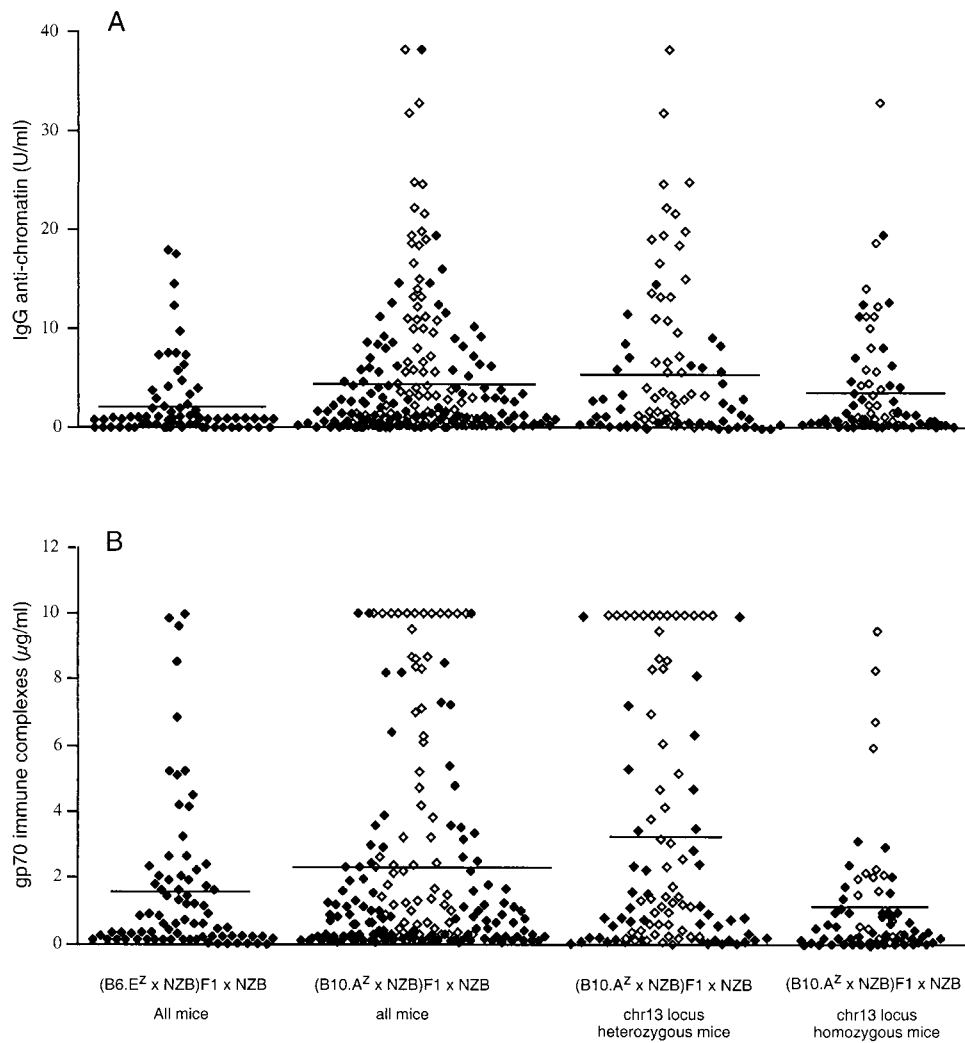 A
40
30
20
10
0
IgG anti-chromatin (U/ml)
B
12
10
8
6
4
2
0
gp70 immune complexes (µg/ml)
(B6.E^Z x NZB)F1 x NZB
All mice
(B10.A^Z x NZB)F1 x NZB
all mice
(B10.A^Z x NZB)F1 x NZB
chr13 locus
heterozygous mice
(B10.A^Z x NZB)F1 x NZB
chr13 locus
homozygous mice